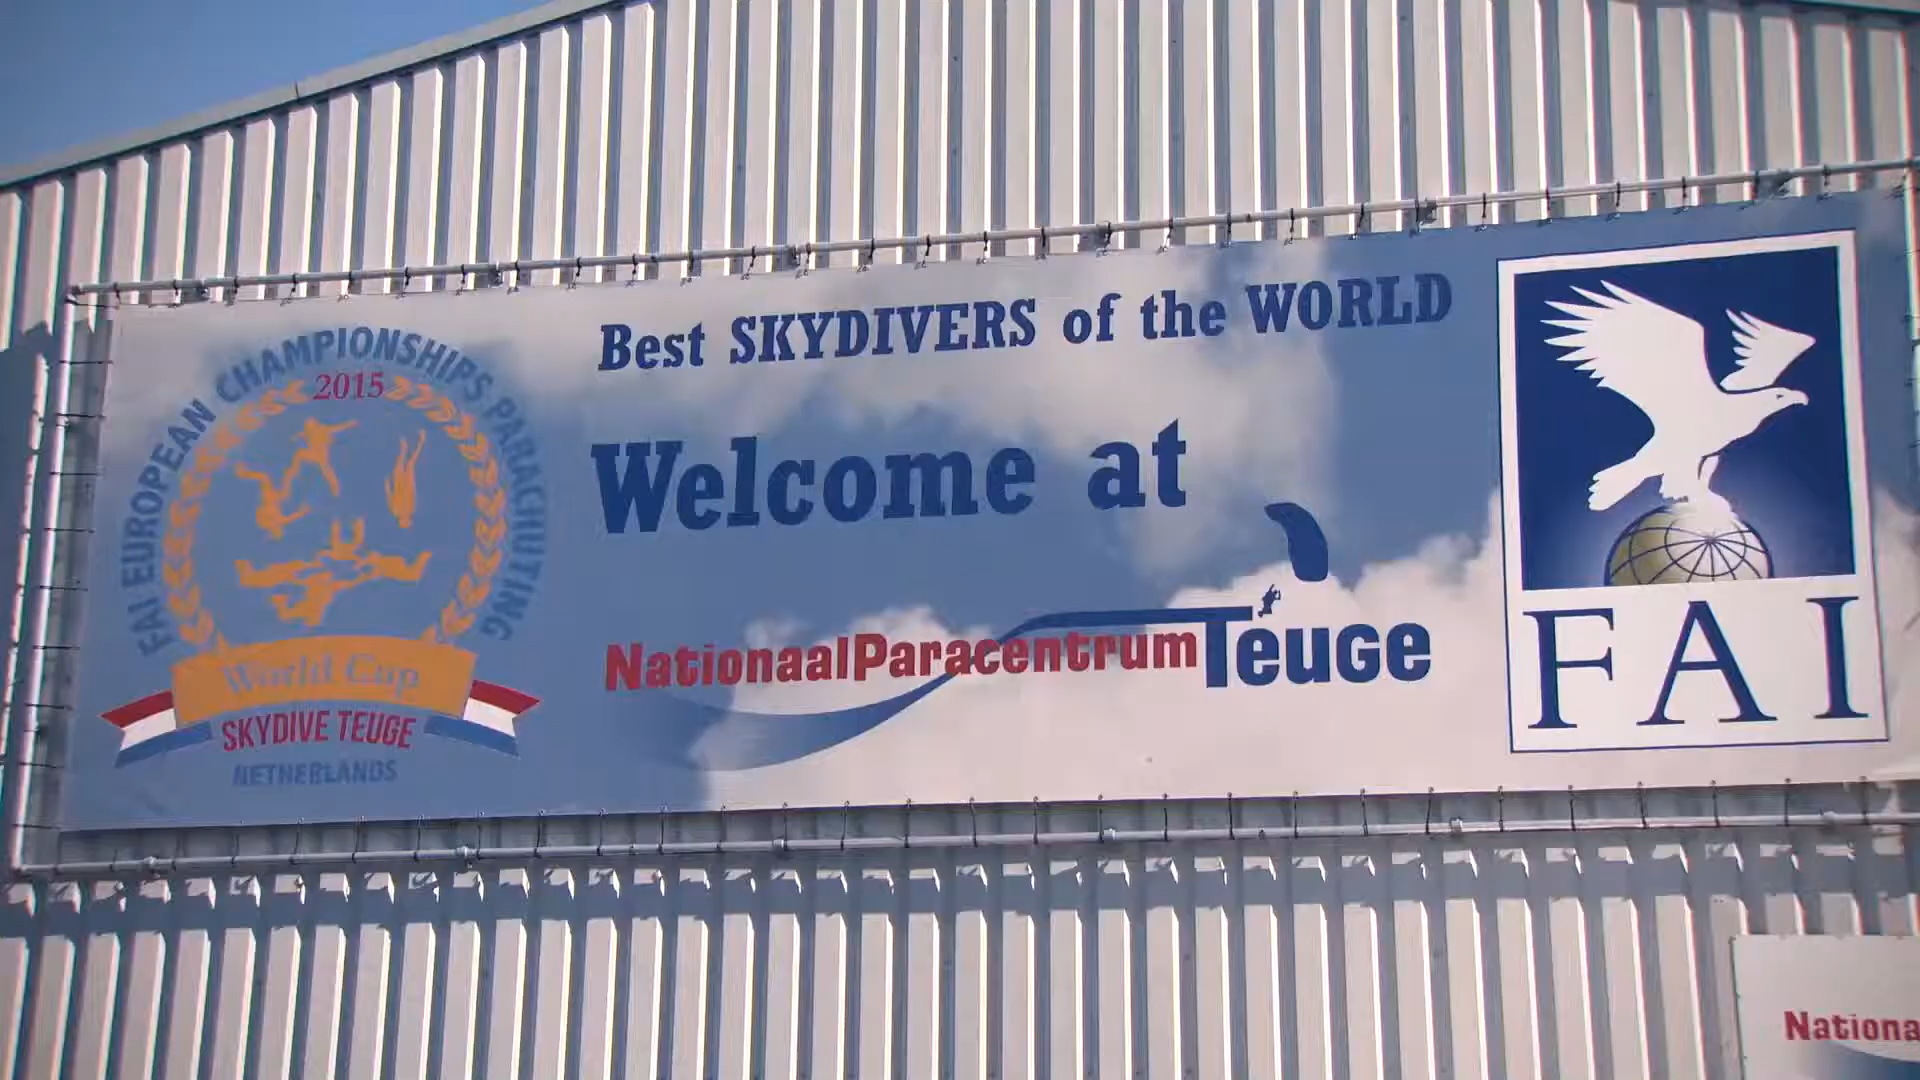 FAI EUROPEAN CHAMPIONSHIPS PARACHUTING
2015
World Cup
SKYDIVE TEUGE
NETHERLANDS
Best SKYDIVERS of the WORLD
Welcome at
NationaalParacentrumTeuge
FAI
Nationa